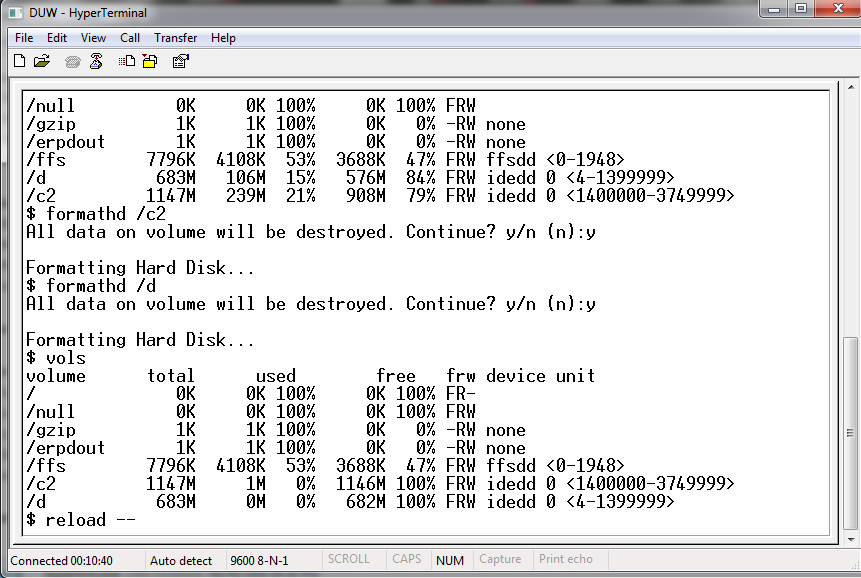 DUW - HyperTerminal
File Edit View Call Transfer Help
/null 0K 0K 100% 0K 100% FRW
/gzip 1K 1K 100% 0K 0% -RW none
/erpdout 1K 1K 100% 0K 0% -RW none
/ffs 7796K 4108K 53% 3688K 47% FRW ffsdd <0-1948>
/d 683M 106M 15% 576M 84% FRW idedd 0 <4-1399999>
/c2 1147M 239M 21% 908M 79% FRW idedd 0 <1400000-3749999>
$ formathd /c2
All data on volume will be destroyed. Continue? y/n (n):y
Formatting Hard Disk...
$ formathd /d
All data on volume will be destroyed. Continue? y/n (n):y
Formatting Hard Disk...
$ vols
volume total used free frw device unit
/ 0K 0K 100% 0K 100% FR-
/null 0K 0K 100% 0K 100% FRW
/gzip 1K 1K 100% 0K 0% -RW none
/erpdout 1K 1K 100% 0K 0% -RW none
/ffs 7796K 4108K 53% 3688K 47% FRW ffsdd <0-1948>
/c2 1147M 1M 0% 1146M 100% FRW idedd 0 <1400000-3749999>
/d 683M 0M 0% 682M 100% FRW idedd 0 <4-1399999>
$ reload --
Connected 00:10:40 Auto detect 9600 8-N-1 SCROLL CAPS NUM Capture Print echo